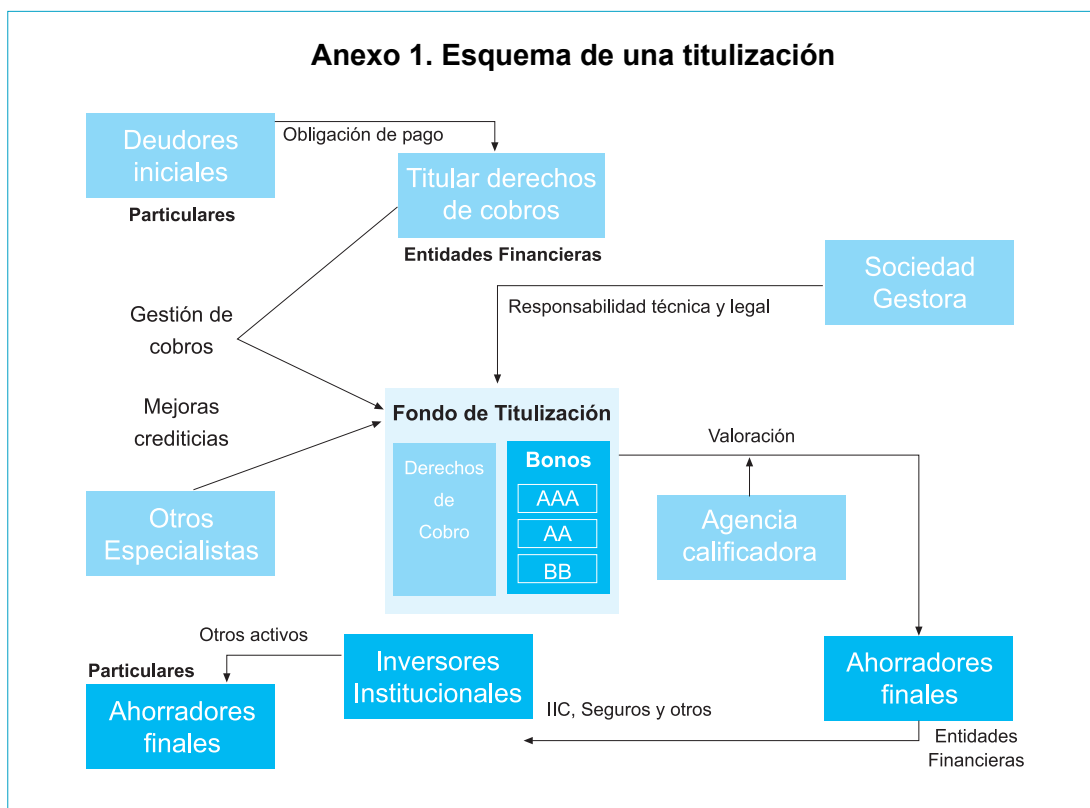 Anexo 1. Esquema de una titulización
Deudores
iniciales
Particulares
Obligación de pago
Titular derechos
de cobros
Entidades Financieras
Sociedad
Gestora
Responsabilidad técnica y legal
Gestión de
cobros
Mejoras
crediticias
Otros
Especialistas
Fondo de Titulización
Derechos
de
Cobro
Bonos
AAA
AA
BB
Valoración
Agencia
calificadora
Otros activos
Particulares
Ahorradores
finales
Inversores
Institucionales
IIC, Seguros y otros
Ahorradores
finales
Entidades
Financieras